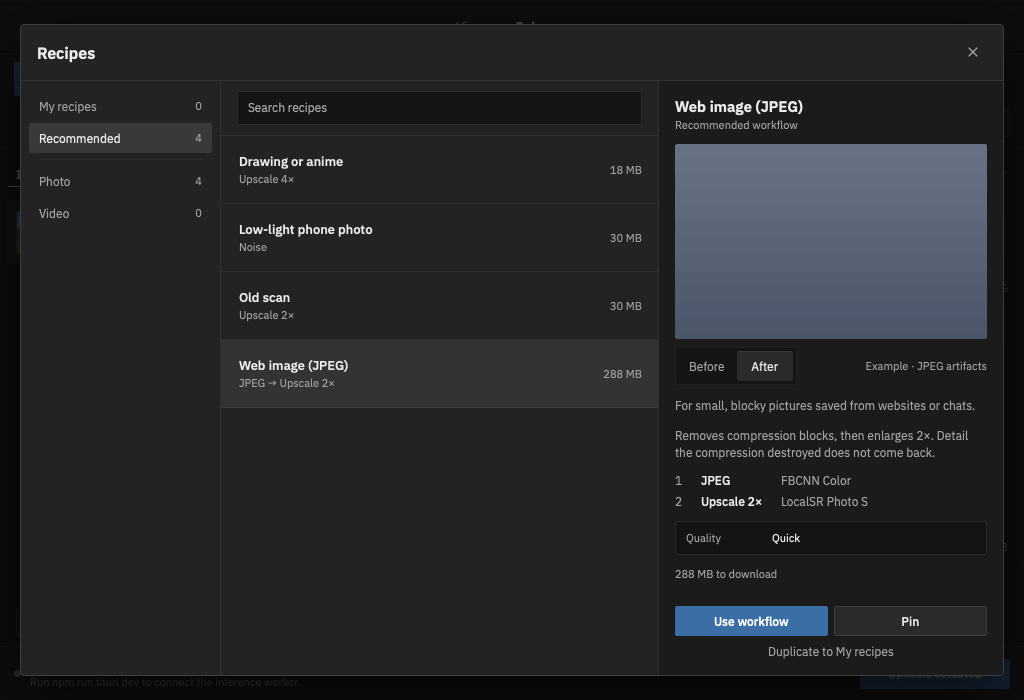 Recipes
My recipes 0
Recommended 4
Photo 4
Video 0
Search recipes
Drawing or anime
Upscale 4×
18 MB
Low-light phone photo
Noise
30 MB
Old scan
Upscale 2×
30 MB
Web image (JPEG)
JPEG → Upscale 2×
288 MB
Web image (JPEG)
Recommended workflow
Before After
Example · JPEG artifacts
For small, blocky pictures saved from websites or chats.
Removes compression blocks, then enlarges 2×. Detail
the compression destroyed does not come back.
1 JPEG FBCNN Color
2 Upscale 2× LocalSR Photo S
Quality Quick
288 MB to download
Use workflow Pin
Duplicate to My recipes
Run npm run tauri dev to connect the inference worker.